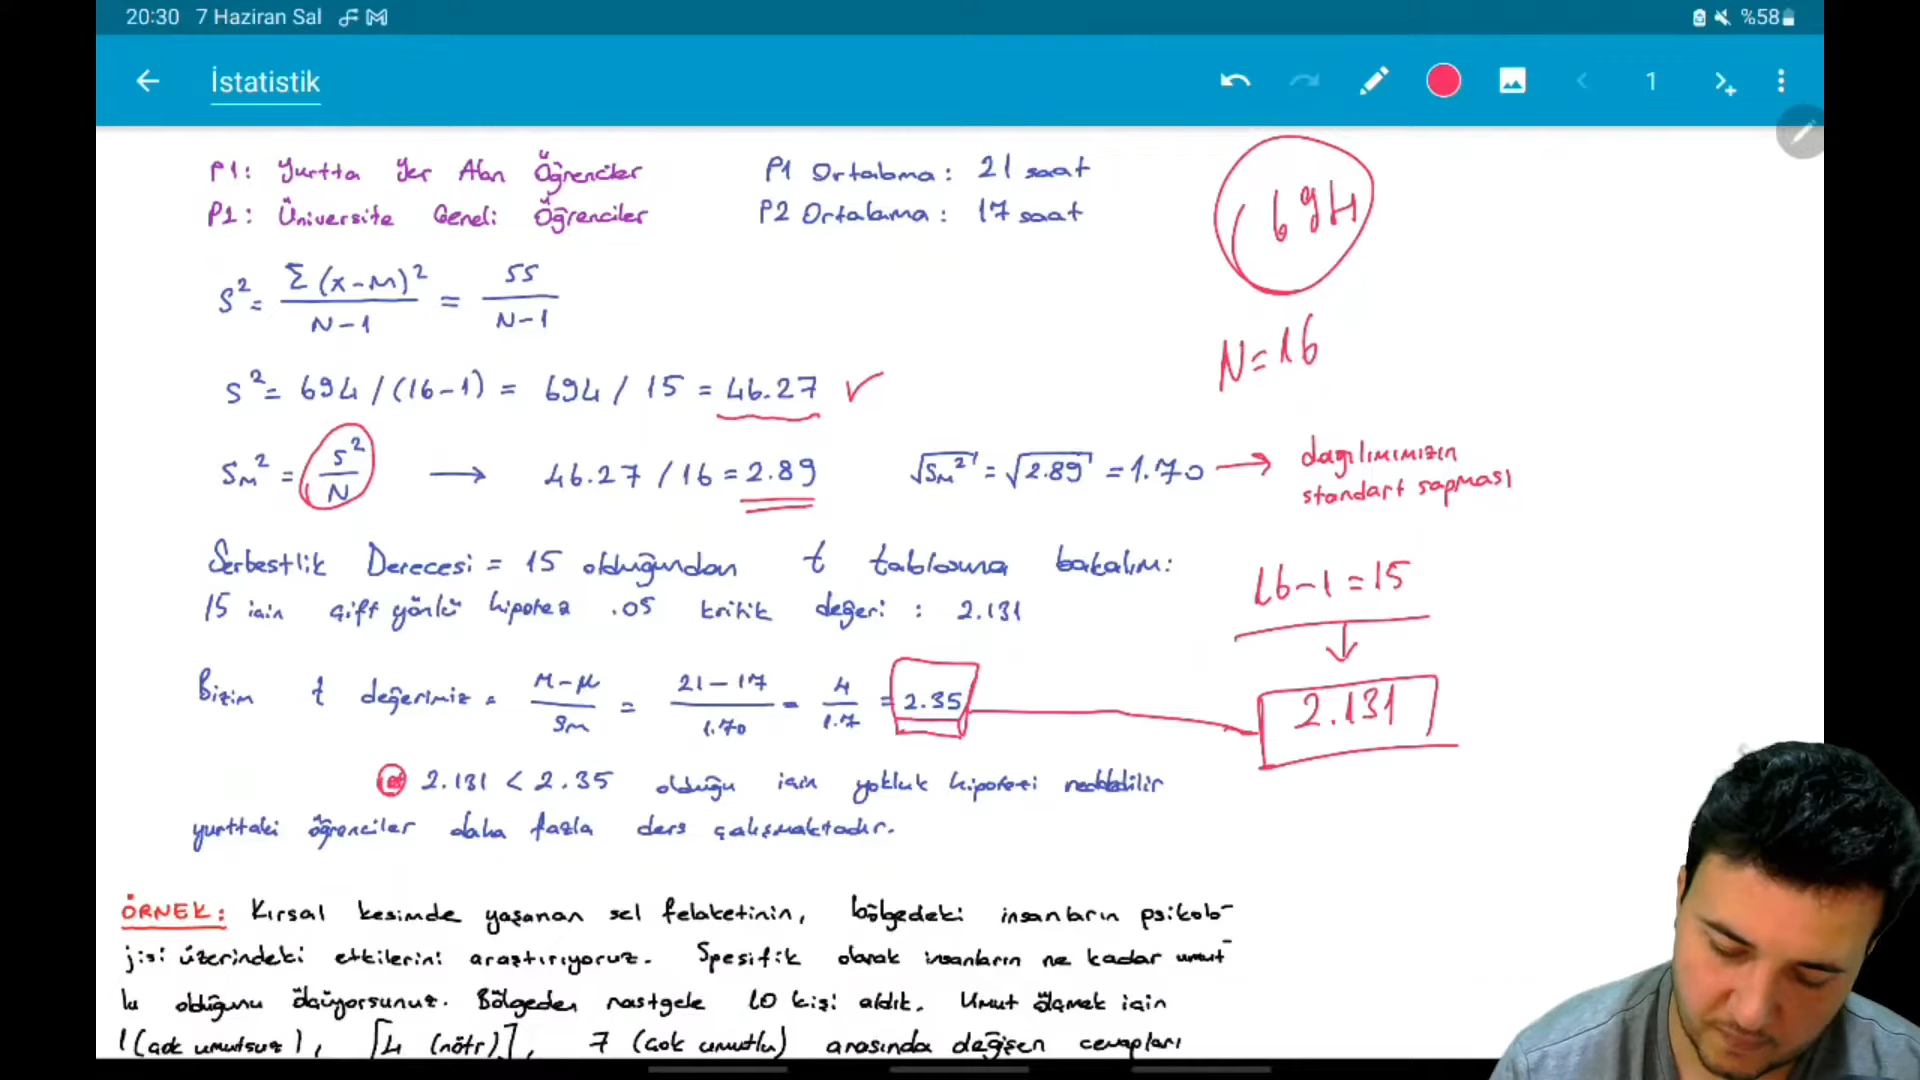 20:30 7 Haziran Sal
%58
İstatistik
1
P1: Yurtta Yer Alan Öğrenciler
P1 Ortalama: 21 saat
P2: Üniversite Geneli Öğrenciler
P2 Ortalama: 17 saat
694
N=16
S² = Σ(x-M)² / N-1 = SS / N-1
S² = 694/(16-1) = 694/15 = 46.27 ✓
SM² = S²/N → 46.27/16 = 2.89
√SM² = √2.89 = 1.70 → dağılımımızın
standart sapması
Serbestlik Derecesi = 15 olduğundan t tablosuna bakalım:
15 için çift yönlü hipotez .05 kritik değeri : 2.131
16-1=15
↓
2.131
Bizim t değerimiz = M-μ / SM = 21-17 / 1.70 = 4 / 1.7 = 2.35
2.131 < 2.35 olduğu için yokluk hipotezi reddedilir
yurttaki öğrenciler daha fazla ders çalışmaktadır.
ÖRNEK: Kırsal kesimde yaşanan sel felaketinin, bölgedeki insanların psikolo-
jisi üzerindeki etkilerini araştırıyoruz. Spesifik olarak insanların ne kadar umut-
lu olduğunu ölçüyorsunuz. Bölgeden rastgele 10 kişi aldık. Umut ölçmek için
1 (çok umutsuz), [4 (nötr)], 7 (çok umutlu) arasında değişen cevapları